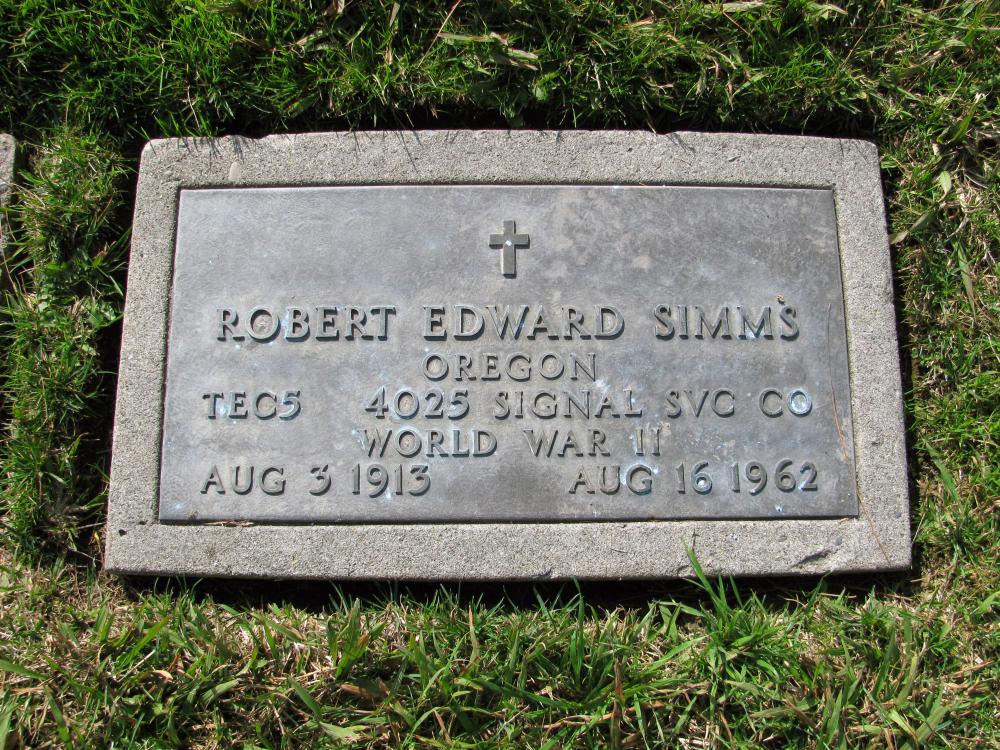 ROBERT EDWARD SIMMS
OREGON
TEC5 4025 SIGNAL SVC CO
WORLD WAR II
AUG 3 1913 AUG 16 1962